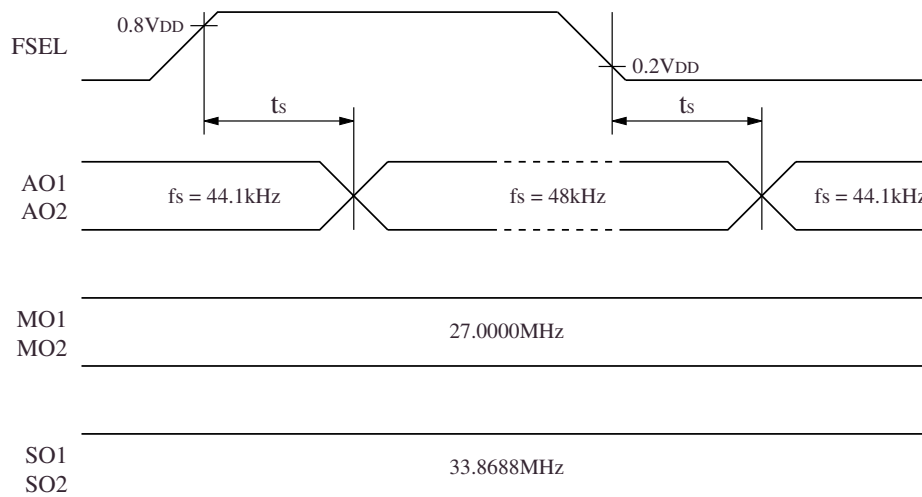 0.8VDD
FSEL
0.2VDD
ts
ts
AO1
AO2
fs = 44.1kHz
fs = 48kHz
fs = 44.1kHz
MO1
MO2
27.0000MHz
SO1
SO2
33.8688MHz